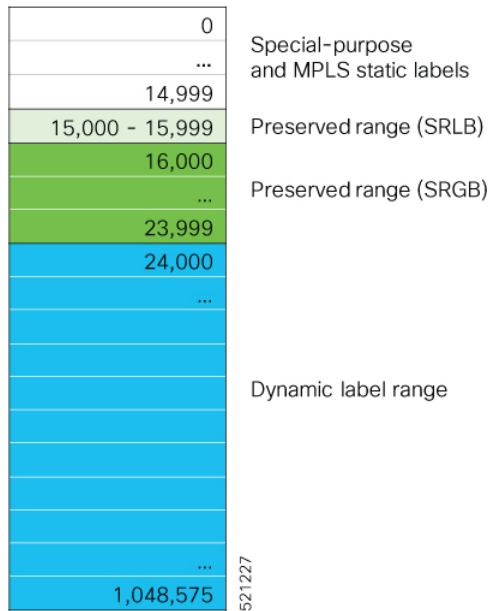 0
...
14,999
Special-purpose
and MPLS static labels
15,000 - 15,999
Preserved range (SRLB)
16,000
...
23,999
Preserved range (SRGB)
24,000
...
Dynamic label range
...
1,048,575
521227